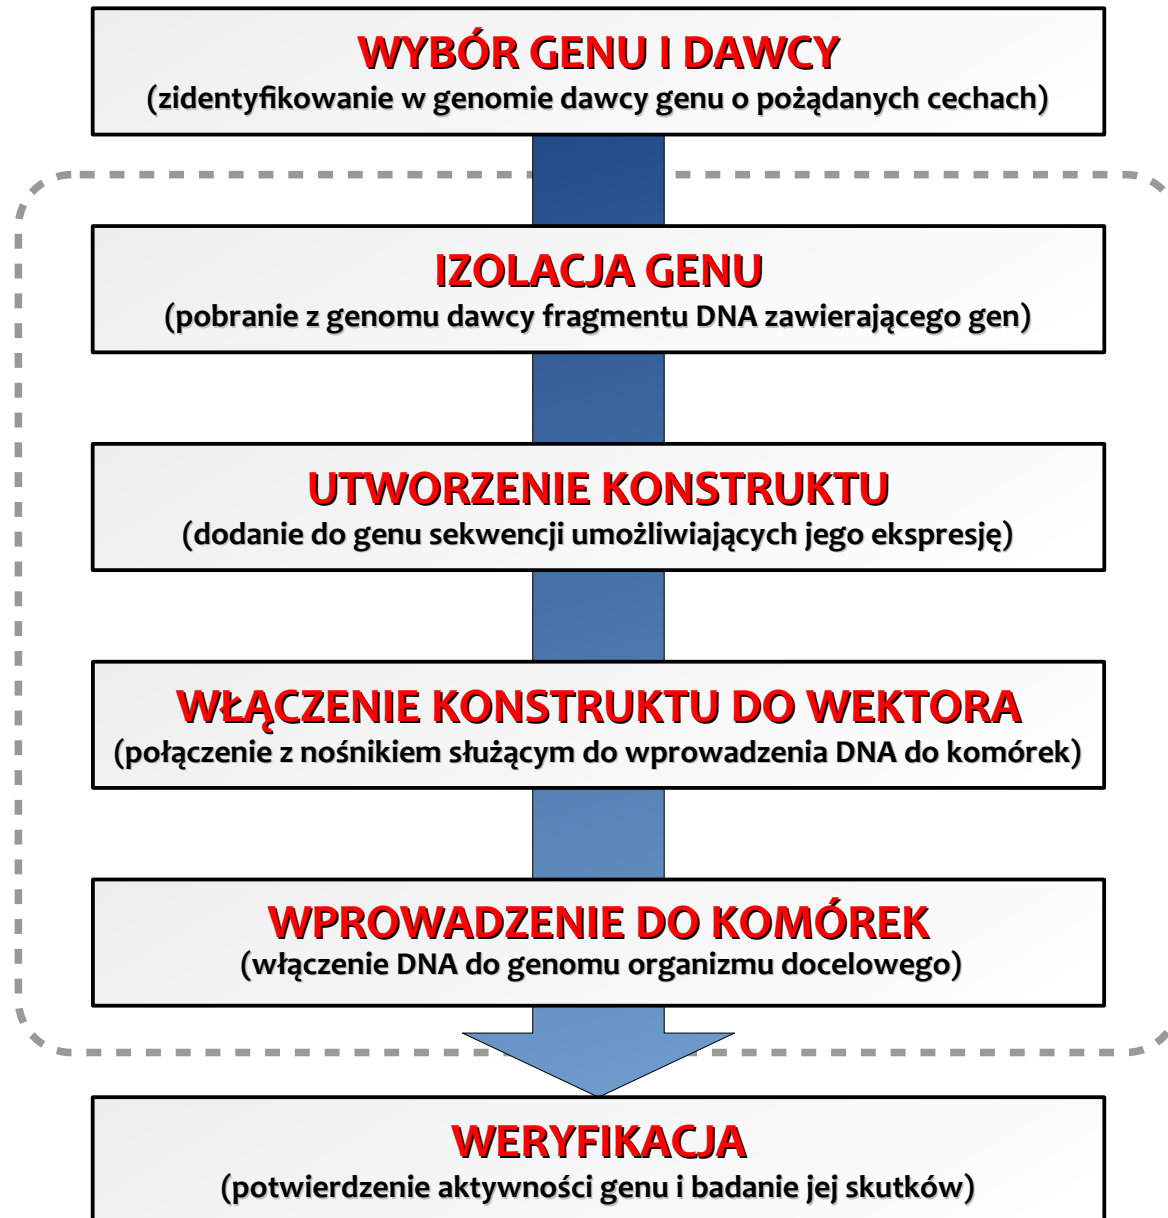 WYBÓR GENU I DAWCY
(zidentyfikowanie w genomie dawcy genu o pożądanych cechach)
IZOLACJA GENU
(pobranie z genomu dawcy fragmentu DNA zawierającego gen)
UTWORZENIE KONSTRUKTU
(dodanie do genu sekwencji umożliwiających jego ekspresję)
WŁĄCZENIE KONSTRUKTU DO WEKTORA
(połączenie z nośnikiem służącym do wprowadzenia DNA do komórek)
WPROWADZENIE DO KOMÓREK
(włączenie DNA do genomu organizmu docelowego)
WERYFIKACJA
(potwierdzenie aktywności genu i badanie jej skutków)